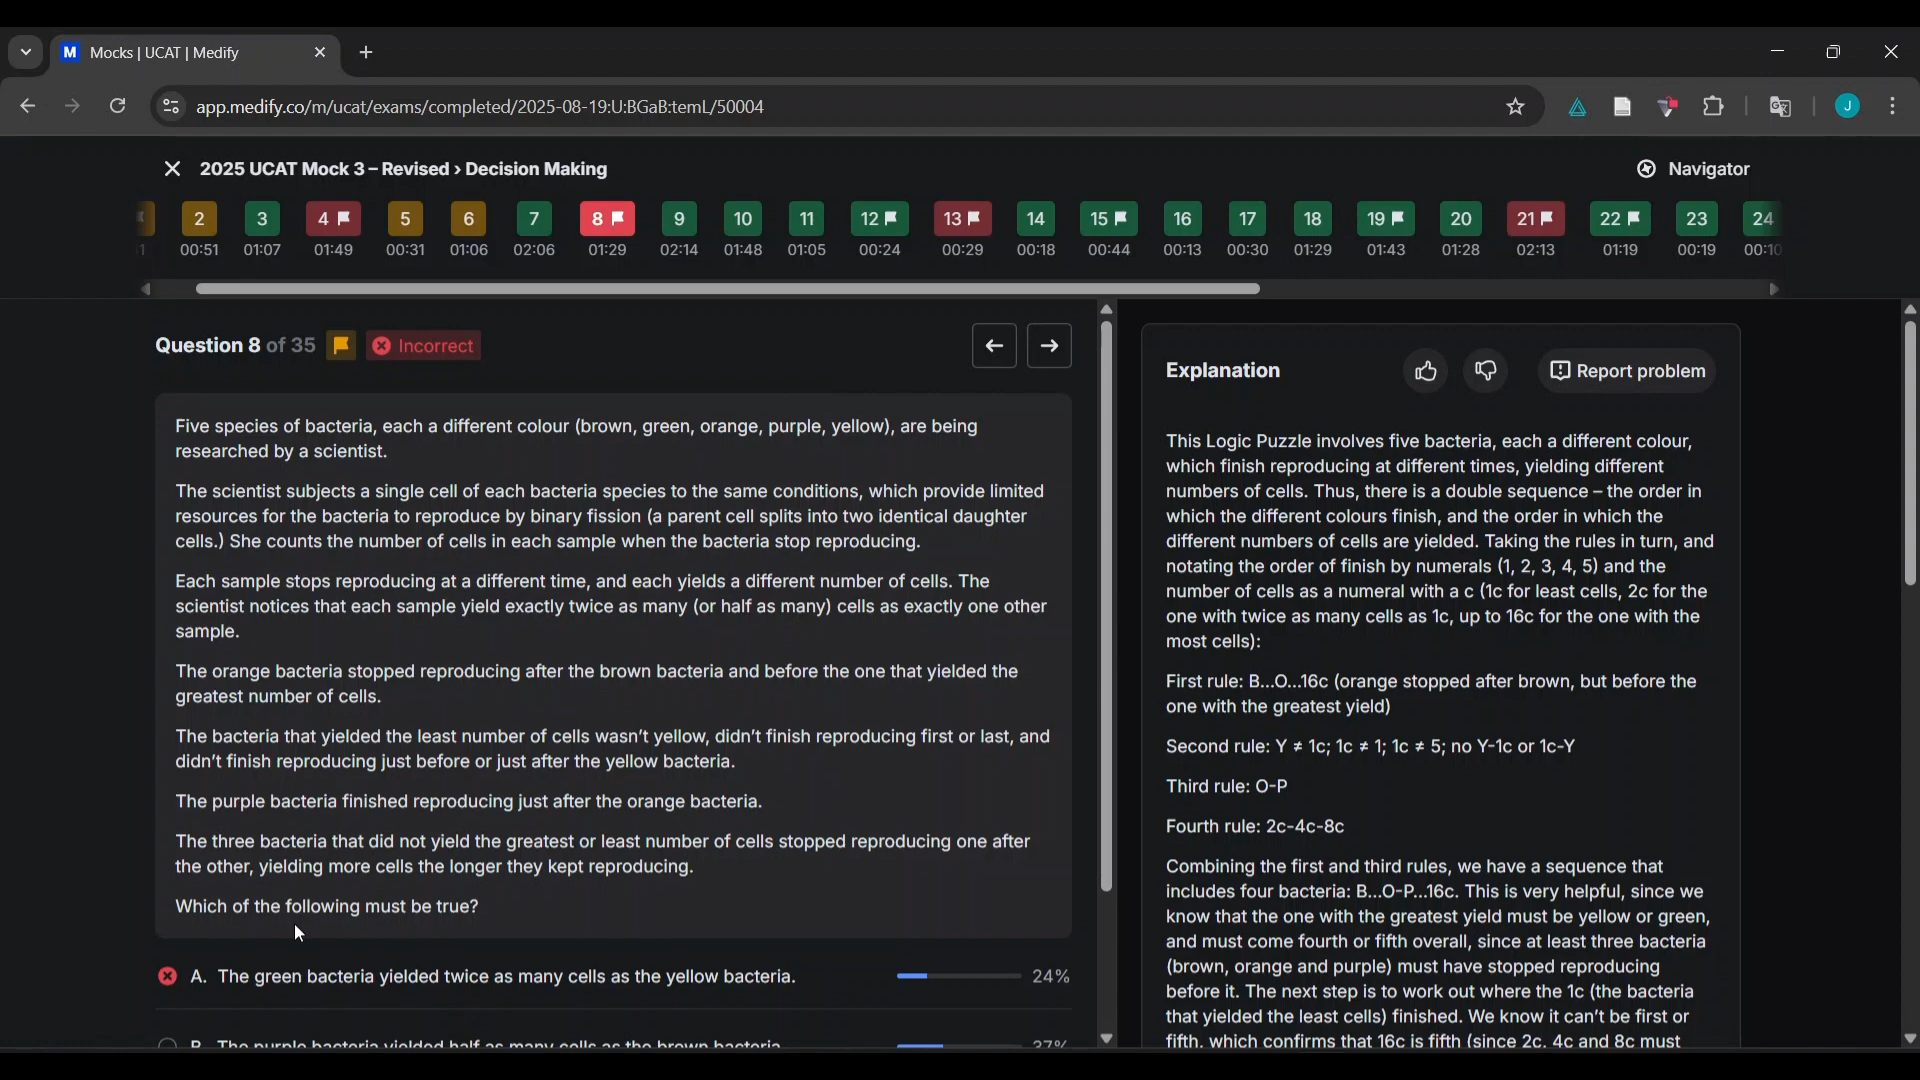 M Mocks | UCAT | Medify
app.medify.co/m/ucat/exams/completed/2025-08-19:U:BGaB:temL/50004
J
2025 UCAT Mock 3 – Revised › Decision Making
Navigator
2 3 4 5 6 7 8 9 10 11 12 13 14 15 16 17 18 19 20 21 22 23 24
00:51 01:07 01:49 00:31 01:06 02:06 01:29 02:14 01:48 01:05 00:24 00:29 00:18 00:44 00:13 00:30 01:29 01:43 01:28 02:13 01:19 00:19 00:10
Question 8 of 35 Incorrect
Five species of bacteria, each a different colour (brown, green, orange, purple, yellow), are being
researched by a scientist.
The scientist subjects a single cell of each bacteria species to the same conditions, which provide limited
resources for the bacteria to reproduce by binary fission (a parent cell splits into two identical daughter
cells.) She counts the number of cells in each sample when the bacteria stop reproducing.
Each sample stops reproducing at a different time, and each yields a different number of cells. The
scientist notices that each sample yield exactly twice as many (or half as many) cells as exactly one other
sample.
The orange bacteria stopped reproducing after the brown bacteria and before the one that yielded the
greatest number of cells.
The bacteria that yielded the least number of cells wasn't yellow, didn't finish reproducing first or last, and
didn't finish reproducing just before or just after the yellow bacteria.
The purple bacteria finished reproducing just after the orange bacteria.
The three bacteria that did not yield the greatest or least number of cells stopped reproducing one after
the other, yielding more cells the longer they kept reproducing.
Which of the following must be true?
A. The green bacteria yielded twice as many cells as the yellow bacteria. 24%
B. The purple bacteria yielded half as many cells as the brown bacteria. 37%
Explanation
Report problem
This Logic Puzzle involves five bacteria, each a different colour,
which finish reproducing at different times, yielding different
numbers of cells. Thus, there is a double sequence – the order in
which the different colours finish, and the order in which the
different numbers of cells are yielded. Taking the rules in turn, and
notating the order of finish by numerals (1, 2, 3, 4, 5) and the
number of cells as a numeral with a c (1c for least cells, 2c for the
one with twice as many cells as 1c, up to 16c for the one with the
most cells):
First rule: B...O...16c (orange stopped after brown, but before the
one with the greatest yield)
Second rule: Y ≠ 1c; 1c ≠ 1; 1c ≠ 5; no Y-1c or 1c-Y
Third rule: O-P
Fourth rule: 2c-4c-8c
Combining the first and third rules, we have a sequence that
includes four bacteria: B...O-P...16c. This is very helpful, since we
know that the one with the greatest yield must be yellow or green,
and must come fourth or fifth overall, since at least three bacteria
(brown, orange and purple) must have stopped reproducing
before it. The next step is to work out where the 1c (the bacteria
that yielded the least cells) finished. We know it can't be first or
fifth, which confirms that 16c is fifth (since 2c, 4c and 8c must